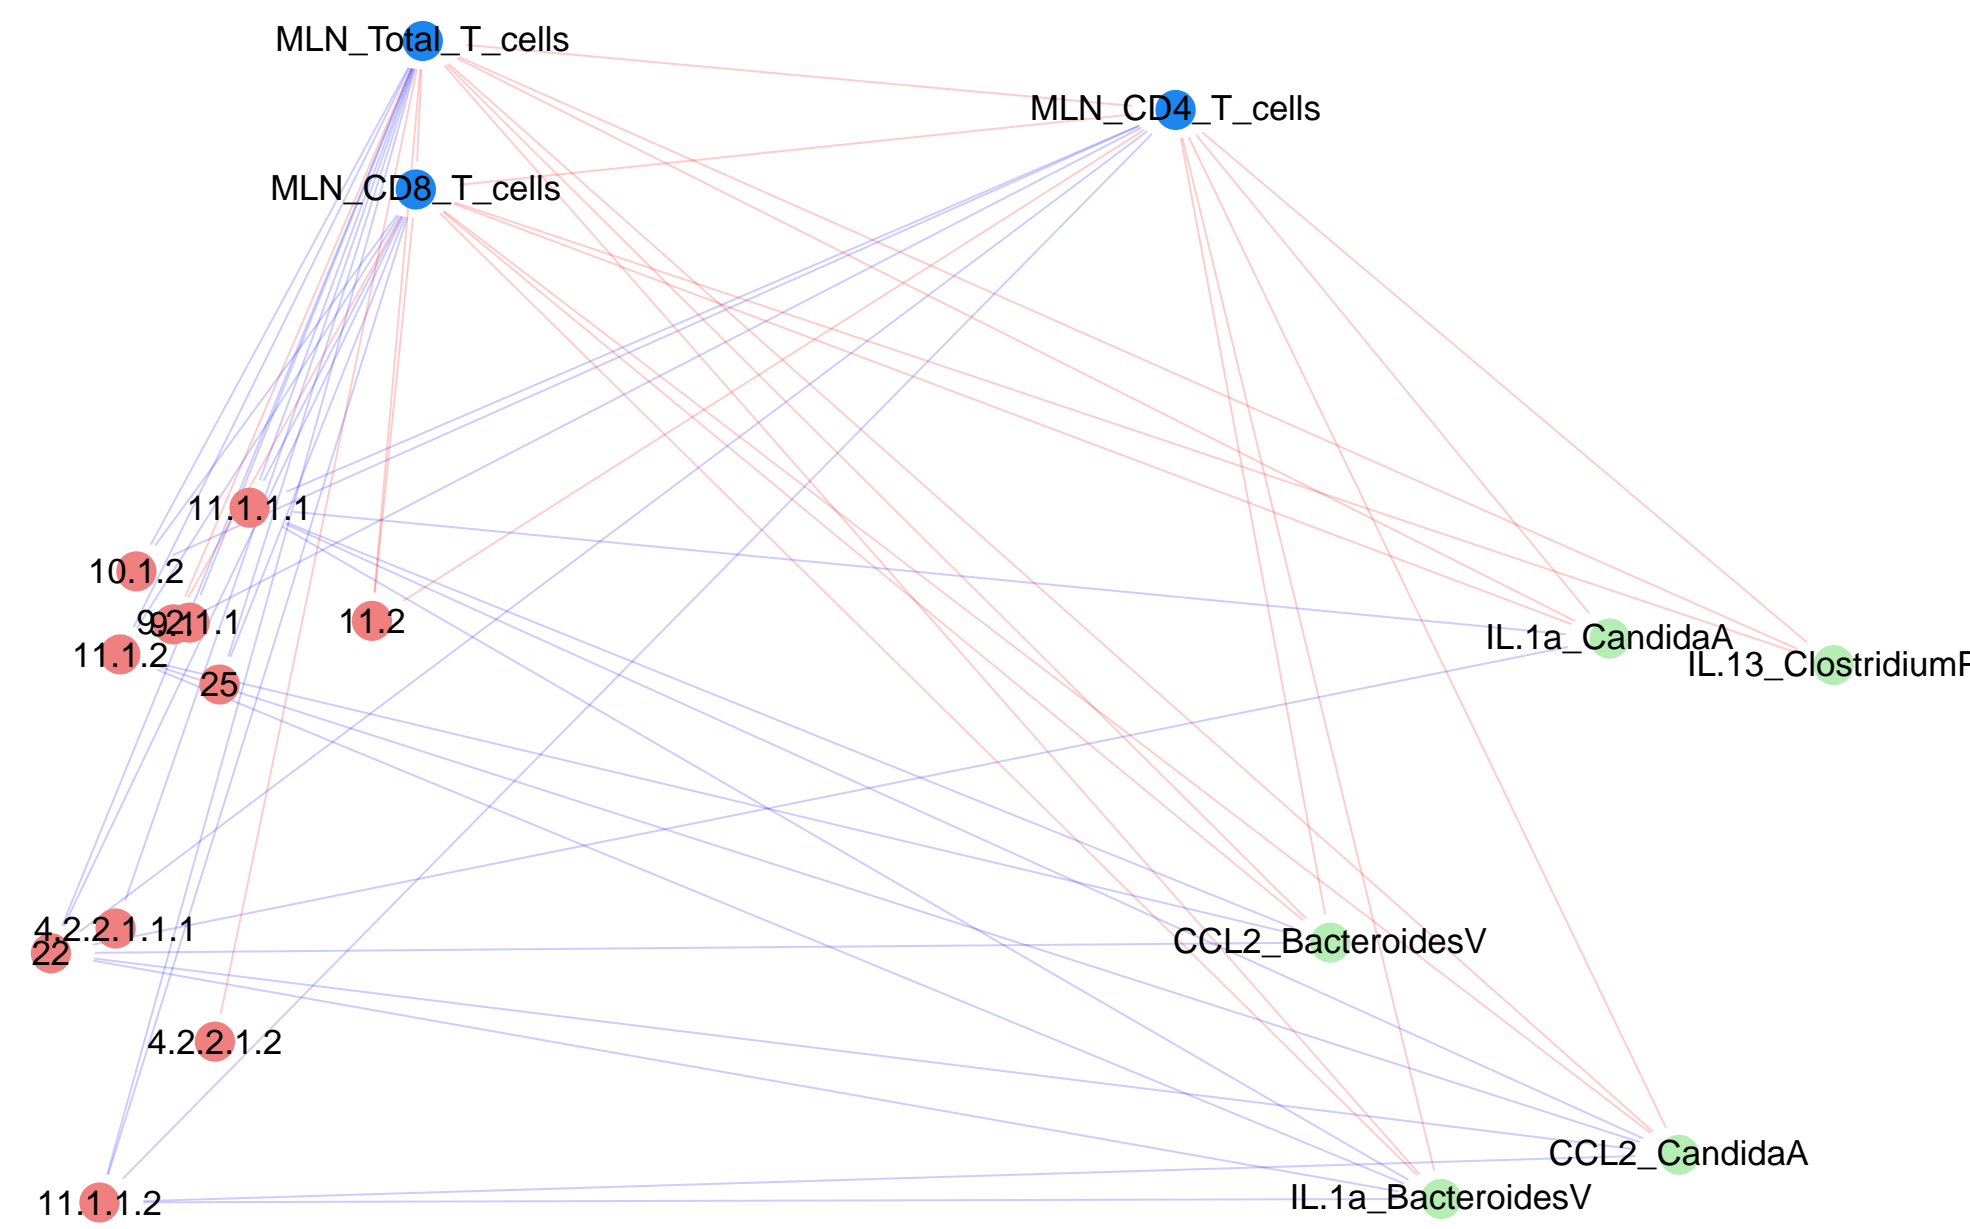 MLN_Total_T_cells
MLN_CD4_T_cells
MLN_CD8_T_cells
11.1.1.1
10.1.2
11.2
IL.1a_CandidaA
11.1.2
IL.13_Clostridium
25
4.2.2.1.1.1
CCL2_BacteroidesV
22
4.2.2.1.2
CCL2_CandidaA
IL.1a_BacteroidesV
11.1.1.2